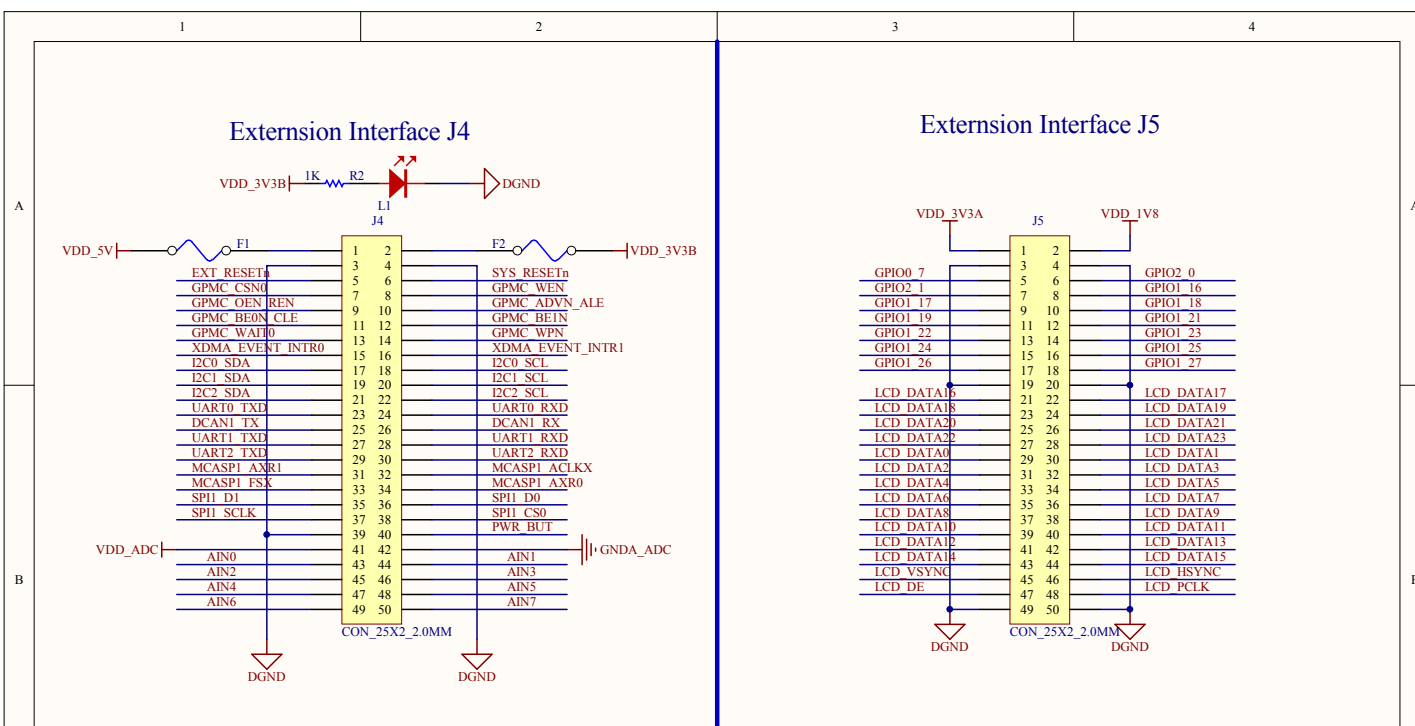 1 2 3 4
Externsion Interface J4
Externsion Interface J5
VDD_3V3B 1K R2 DGND
L1
A
J4
VDD_3V3A J5 VDD_1V8
VDD_5V F1 1 2 F2 VDD_3V3B
3 4
EXT_RESETn 5 6 SYS_RESETn
GPMC_CSN0 7 8 GPMC_WEN
GPMC_OEN_REN 9 10 GPMC_ADVN_ALE
GPMC_BE0N_CLE 11 12 GPMC_BE1N
GPMC_WAIT0 13 14 GPMC_WPN
XDMA_EVENT_INTR0 15 16 XDMA_EVENT_INTR1
I2C0_SDA 17 18 I2C0_SCL
I2C1_SDA 19 20 I2C1_SCL
I2C2_SDA 21 22 I2C2_SCL
UART0_TXD 23 24 UART0_RXD
DCAN1_TX 25 26 DCAN1_RX
UART1_TXD 27 28 UART1_RXD
UART2_TXD 29 30 UART2_RXD
MCASP1_AXR1 31 32 MCASP1_ACLKX
MCASP1_FSX 33 34 MCASP1_AXR0
SPI1_D1 35 36 SPI1_D0
SPI1_SCLK 37 38 SPI1_CS0
39 40 PWR_BUT
VDD_ADC 41 42 GNDA_ADC
AIN0 43 44 AIN1
AIN2 45 46 AIN3
AIN4 47 48 AIN5
AIN6 49 50 AIN7
CON_25X2_2.0MM
DGND DGND
B
1 2
3 4
GPIO0_7 5 6 GPIO2_0
GPIO2_1 7 8 GPIO1_16
GPIO1_17 9 10 GPIO1_18
GPIO1_19 11 12 GPIO1_21
GPIO1_22 13 14 GPIO1_23
GPIO1_24 15 16 GPIO1_25
GPIO1_26 17 18 GPIO1_27
19 20
LCD_DATA16 21 22 LCD_DATA17
LCD_DATA18 23 24 LCD_DATA19
LCD_DATA20 25 26 LCD_DATA21
LCD_DATA22 27 28 LCD_DATA23
LCD_DATA0 29 30 LCD_DATA1
LCD_DATA2 31 32 LCD_DATA3
LCD_DATA4 33 34 LCD_DATA5
LCD_DATA6 35 36 LCD_DATA7
LCD_DATA8 37 38 LCD_DATA9
LCD_DATA10 39 40 LCD_DATA11
LCD_DATA12 41 42 LCD_DATA13
LCD_DATA14 43 44 LCD_DATA15
LCD_VSYNC 45 46 LCD_HSYNC
LCD_DE 47 48 LCD_PCLK
49 50
CON_25X2_2.0MM
DGND DGND